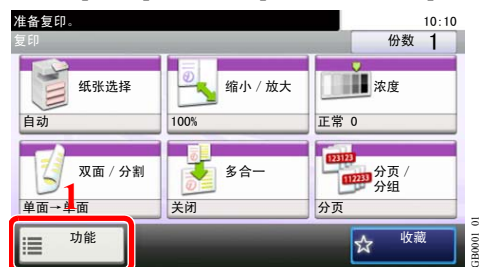 准备复印。 10:10
复印 份数 1
纸张选择 缩小 / 放大 浓度
自动 100% 正常 0
双面 / 分割 多合一 123123 112233 分页 /
分组
单面→单面 关闭 分页
1
功能 收藏
GB0001_01